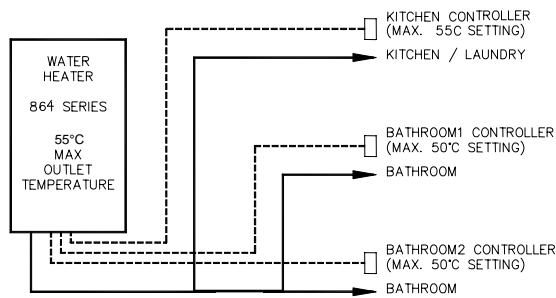 WATER
HEATER
864 SERIES
55°C
MAX
OUTLET
TEMPERATURE
KITCHEN CONTROLLER
(MAX. 55C SETTING)
KITCHEN / LAUNDRY
BATHROOM1 CONTROLLER
(MAX. 50°C SETTING)
BATHROOM
BATHROOM2 CONTROLLER
(MAX. 50°C SETTING)
BATHROOM